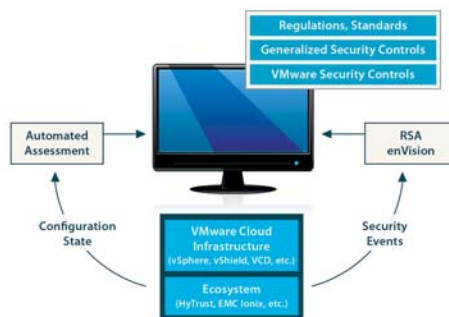 Regulations, Standards
Generalized Security Controls
VMware Security Controls
Automated
Assessment
RSA
enVision
Configuration
State
VMware Cloud
Infrastructure
(vSphere, vShield, VCD, etc.)
Ecosystem
(HyTrust, EMC Ionix, etc.)
Security
Events